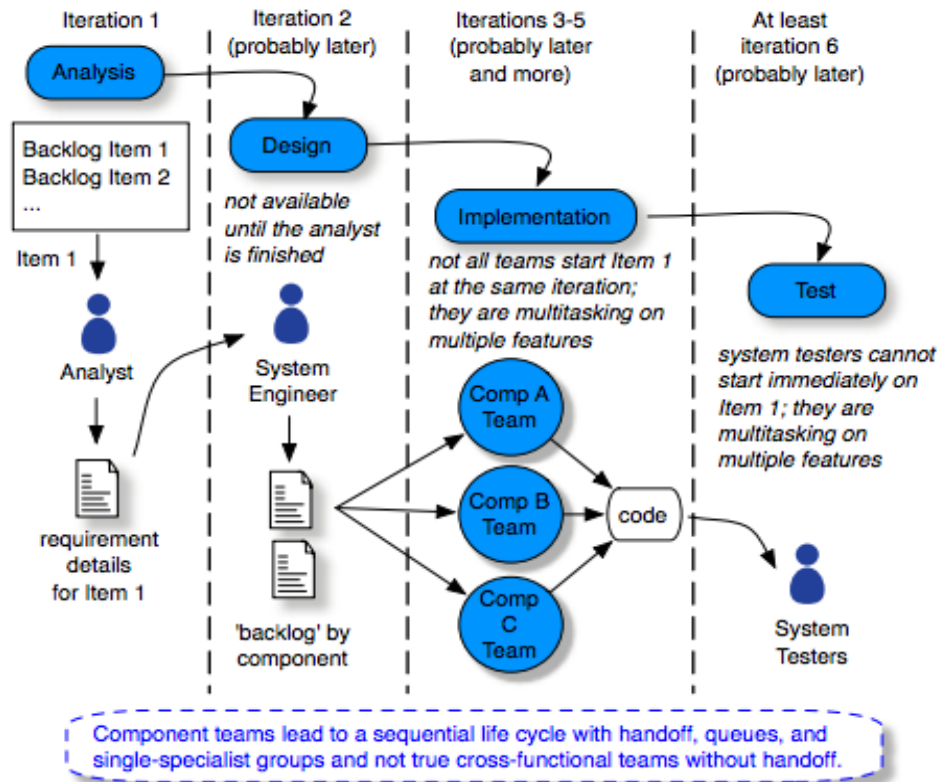 Iteration 1
Iteration 2
(probably later)
Iterations 3-5
(probably later
and more)
At least
iteration 6
(probably later)
Analysis
Backlog Item 1
Backlog Item 2
...
Item 1
Analyst
requirement
details
for Item 1
Design
not available
until the analyst
is finished
System
Engineer
'backlog' by
component
Implementation
not all teams start Item 1
at the same iteration;
they are multitasking on
multiple features
Comp A
Team
Comp B
Team
Comp
C
Team
code
Test
system testers cannot
start immediately on
Item 1; they are
multitasking on
multiple features
System
Testers
Component teams lead to a sequential life cycle with handoff, queues, and
single-specialist groups and not true cross-functional teams without handoff.